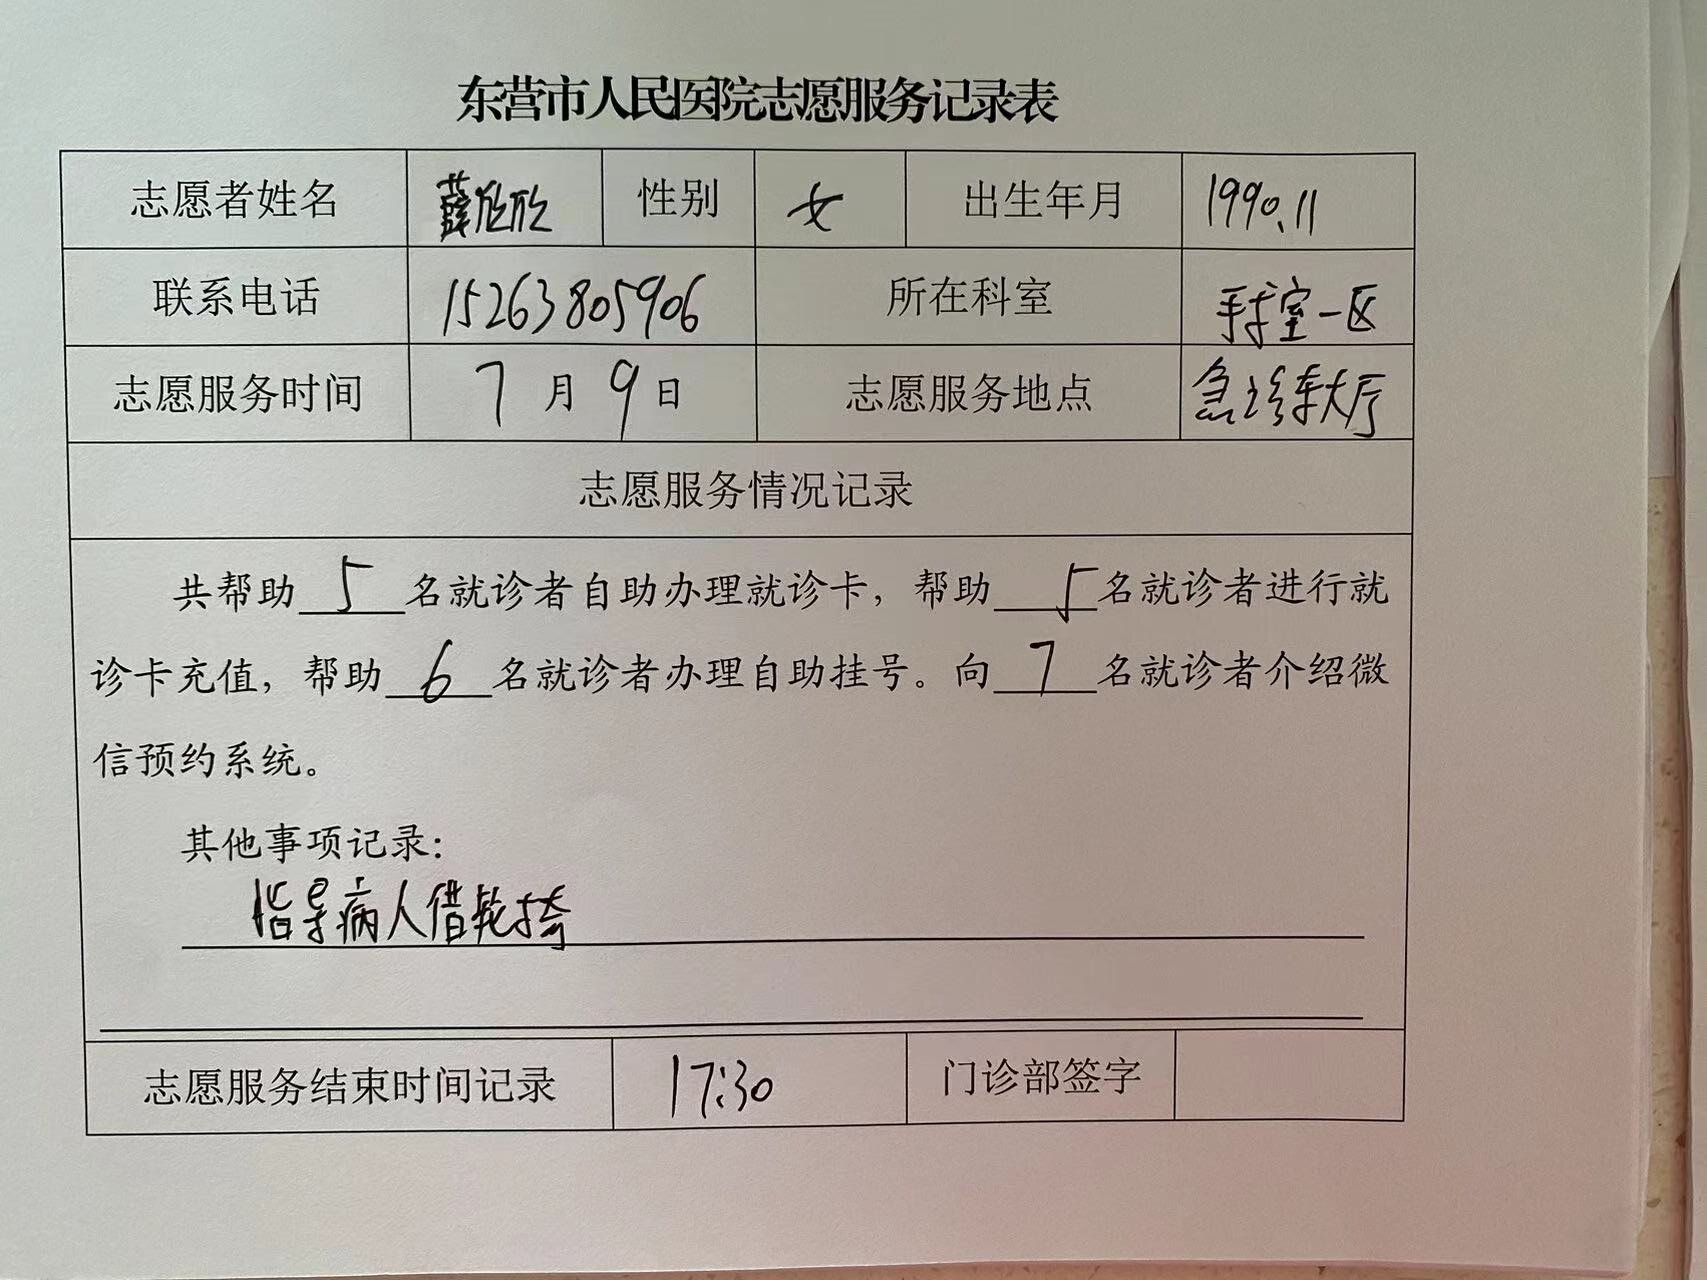 东营市人民医院志愿服务记录表
志愿者姓名 薛欣欣 性别 女 出生年月 1990.11
联系电话 15263805906 所在科室 手术室一区
志愿服务时间 7月9日 志愿服务地点 急诊大厅
志愿服务情况记录
共帮助5名就诊者自助办理就诊卡，帮助5名就诊者进行就
诊卡充值，帮助6名就诊者办理自助挂号。向7名就诊者介绍微
信预约系统。
其他事项记录：
指导病人借轮椅
志愿服务结束时间记录 17:30 门诊部签字